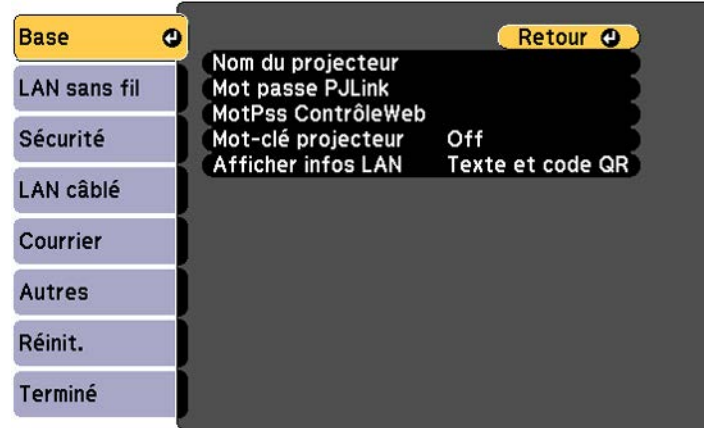 Base
LAN sans fil
Sécurité
LAN câblé
Courrier
Autres
Réinit.
Terminé
Retour
Nom du projecteur
Mot passe PJLink
MotPss ContrôleWeb
Mot-clé projecteur Off
Afficher infos LAN Texte et code QR